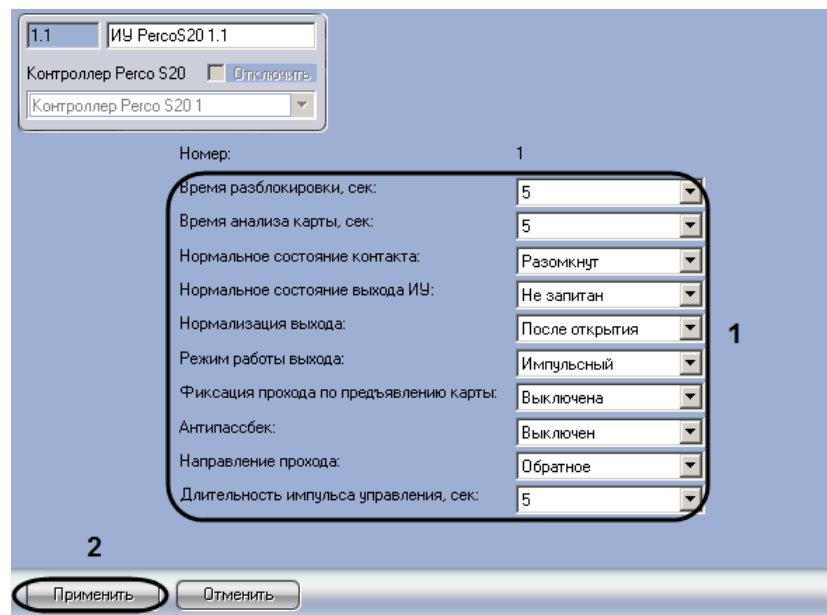 1.1 ИУ PercoS20 1.1
Контроллер Perco S20 Отключить
Контроллер Perco S20 1
Номер: 1
Время разблокировки, сек: 5
Время анализа карты, сек: 5
Нормальное состояние контакта: Разомкнут
Нормальное состояние выхода ИУ: Не запитан
Нормализация выхода: После открытия
1
Режим работы выхода: Импульсный
Фиксация прохода по предъявлению карты: Выключена
Антипассбек: Выключен
Направление прохода: Обратное
Длительность импульса управления, сек: 5
2
Применить Отменить